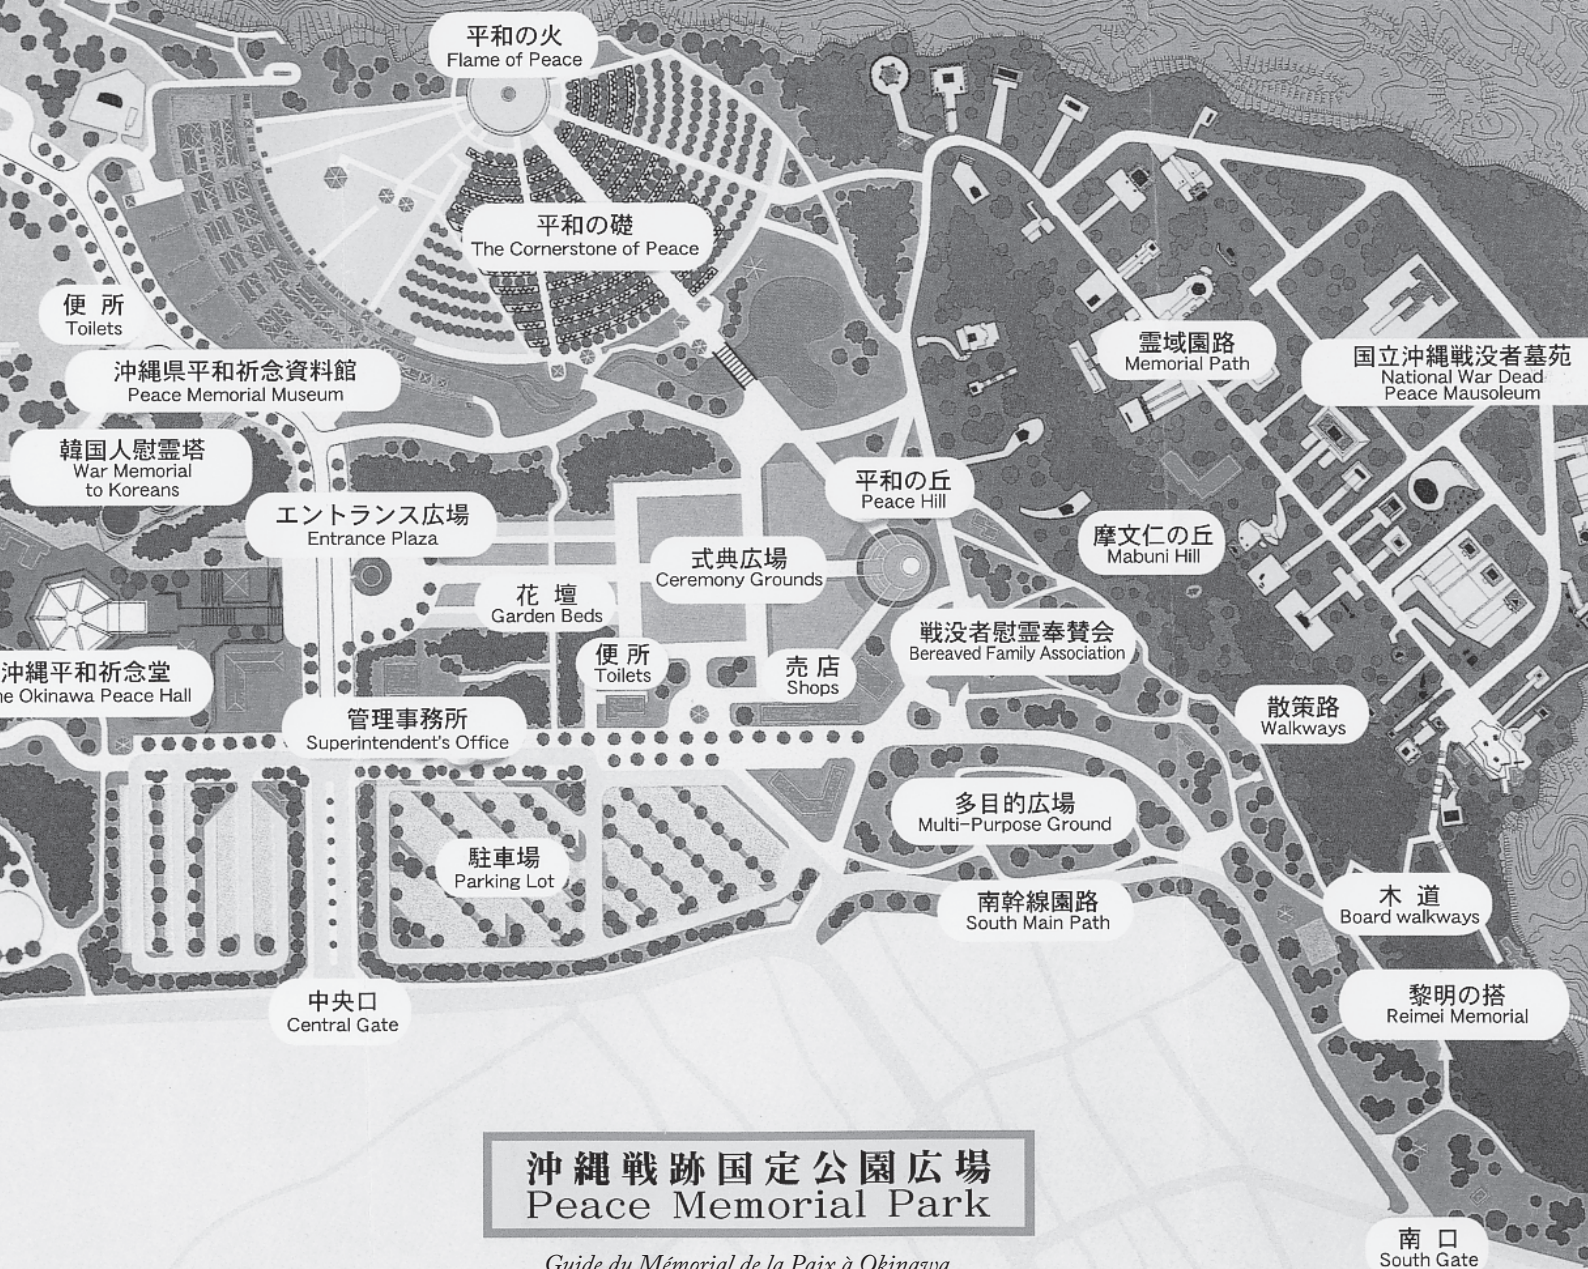 平和の火
Flame of Peace
平和の礎
The Cornerstone of Peace
便 所
Toilets
沖縄県平和祈念資料館
Peace Memorial Museum
霊域園路
Memorial Path
国立沖縄戦没者墓苑
National War Dead
Peace Mausoleum
韓国人慰霊塔
War Memorial
to Koreans
エントランス広場
Entrance Plaza
平和の丘
Peace Hill
摩文仁の丘
Mabuni Hill
式典広場
Ceremony Grounds
花 壇
Garden Beds
戦没者慰霊奉賛会
Bereaved Family Association
便 所
Toilets
売 店
Shops
沖縄平和祈念堂
he Okinawa Peace Hall
管理事務所
Superintendent's Office
散策路
Walkways
多目的広場
Multi-Purpose Ground
駐車場
Parking Lot
南幹線園路
South Main Path
木 道
Board walkways
中央口
Central Gate
黎明の搭
Reimei Memorial
沖縄戦跡国定公園広場
Peace Memorial Park
Guide du Mémorial de la Paix à Okinawa
南 口
South Gate